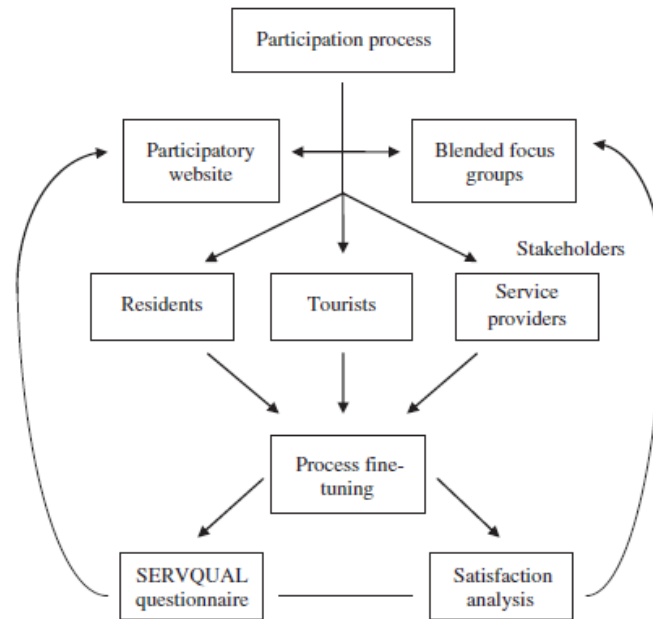 Participation process
Participatory
website
Blended focus
groups
Stakeholders
Residents
Tourists
Service
providers
Process fine-
tuning
SERVQUAL
questionnaire
Satisfaction
analysis